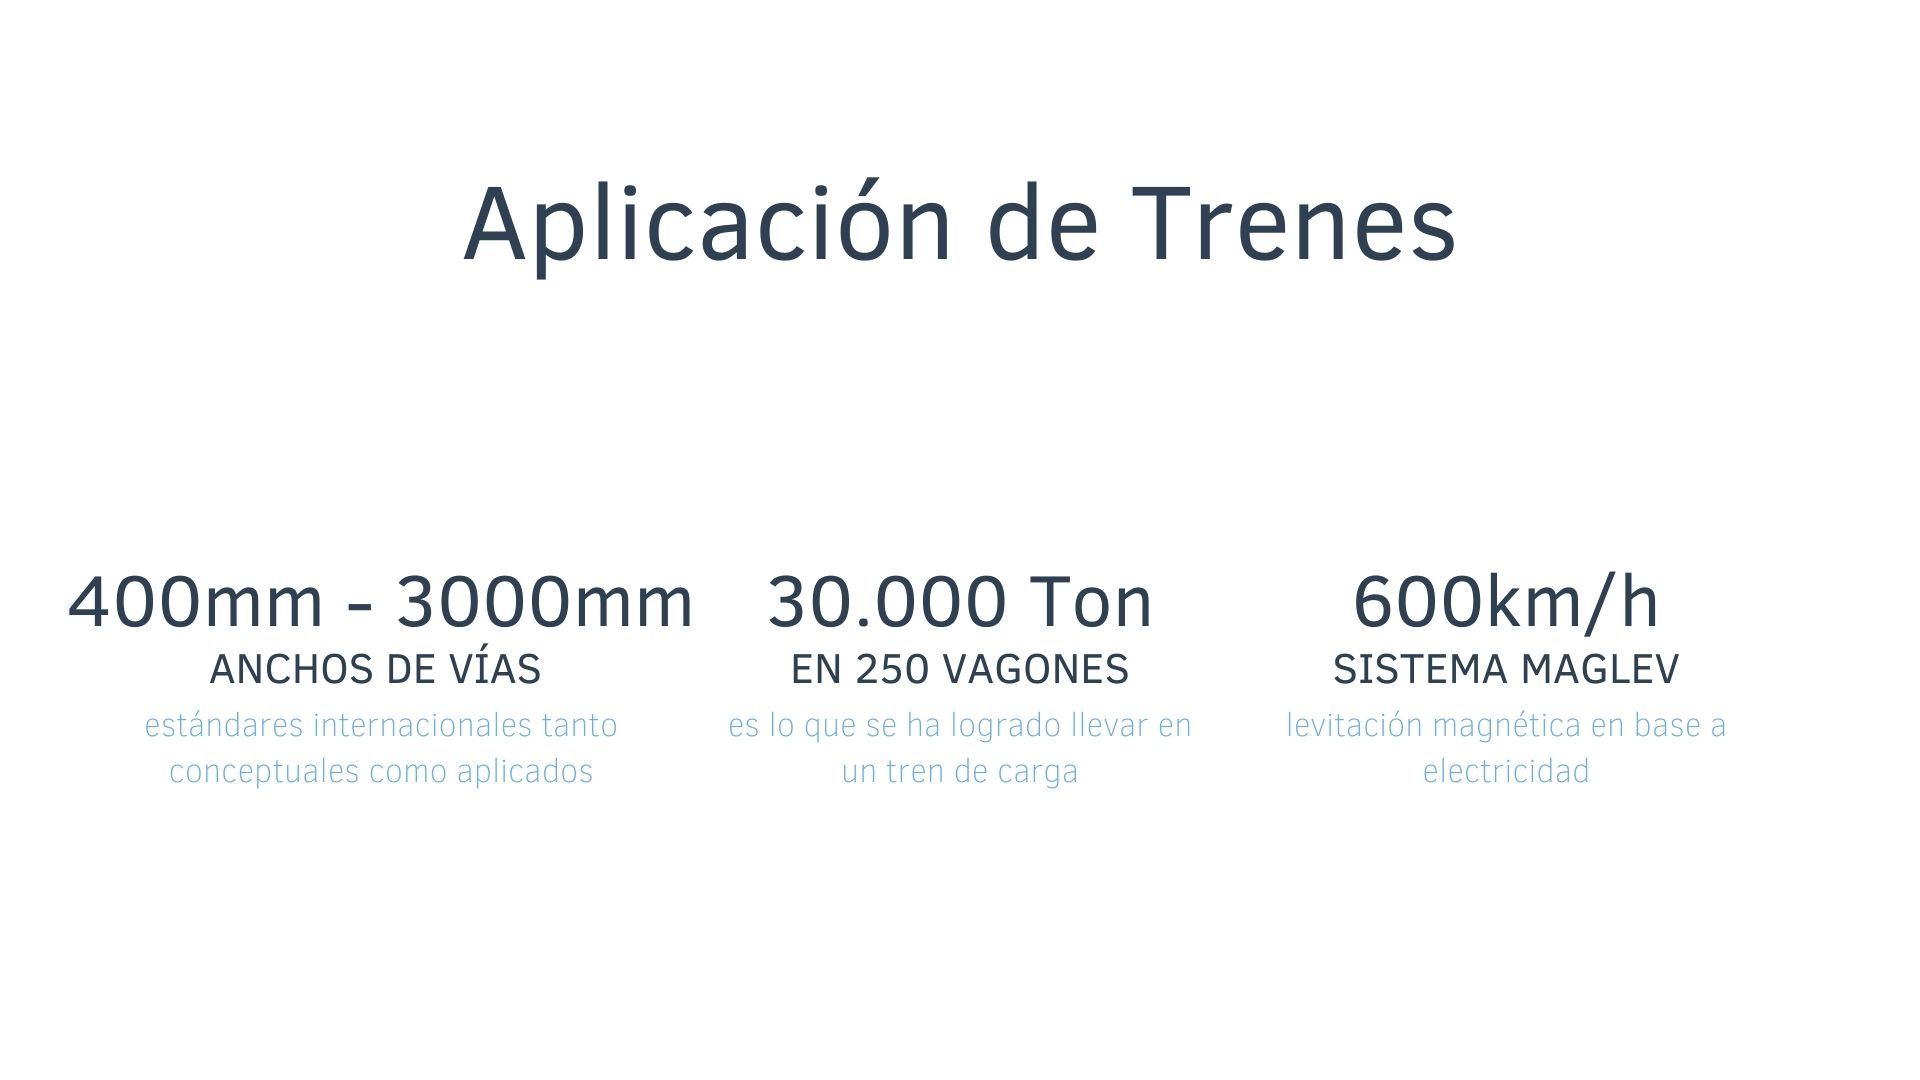 Aplicación de Trenes
400mm - 3000mm
ANCHOS DE VÍAS
estándares internacionales tanto
conceptuales como aplicados
30.000 Ton
EN 250 VAGONES
es lo que se ha logrado llevar en
un tren de carga
600km/h
SISTEMA MAGLEV
levitación magnética en base a
electricidad